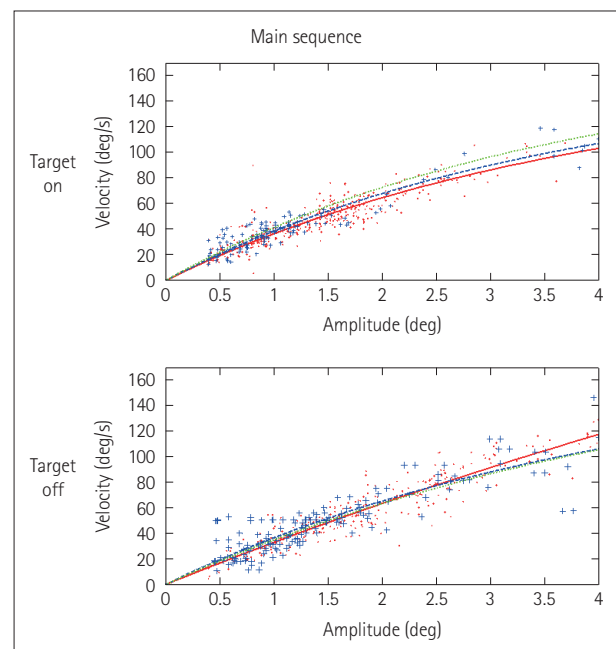 Main sequence
Target
on
Velocity (deg/s)
160
140
120
100
80
60
40
20
0
0 0.5 1 1.5 2 2.5 3 3.5 4
Amplitude (deg)
Target
off
Velocity (deg/s)
160
140
120
100
80
60
40
20
0
0 0.5 1 1.5 2 2.5 3 3.5 4
Amplitude (deg)